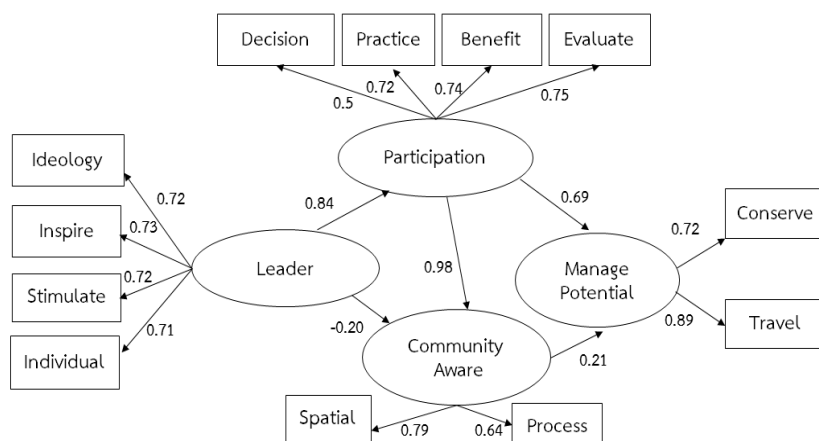 Decision
Practice
Benefit
Evaluate
0.5
0.72
0.74
0.75
Participation
Ideology
Inspire
Stimulate
Individual
0.72
0.73
0.72
0.71
Leader
0.84
0.98
0.69
-0.20
Community
Aware
0.21
Manage
Potential
0.72
0.89
Conserve
Travel
Spatial
0.79
0.64
Process